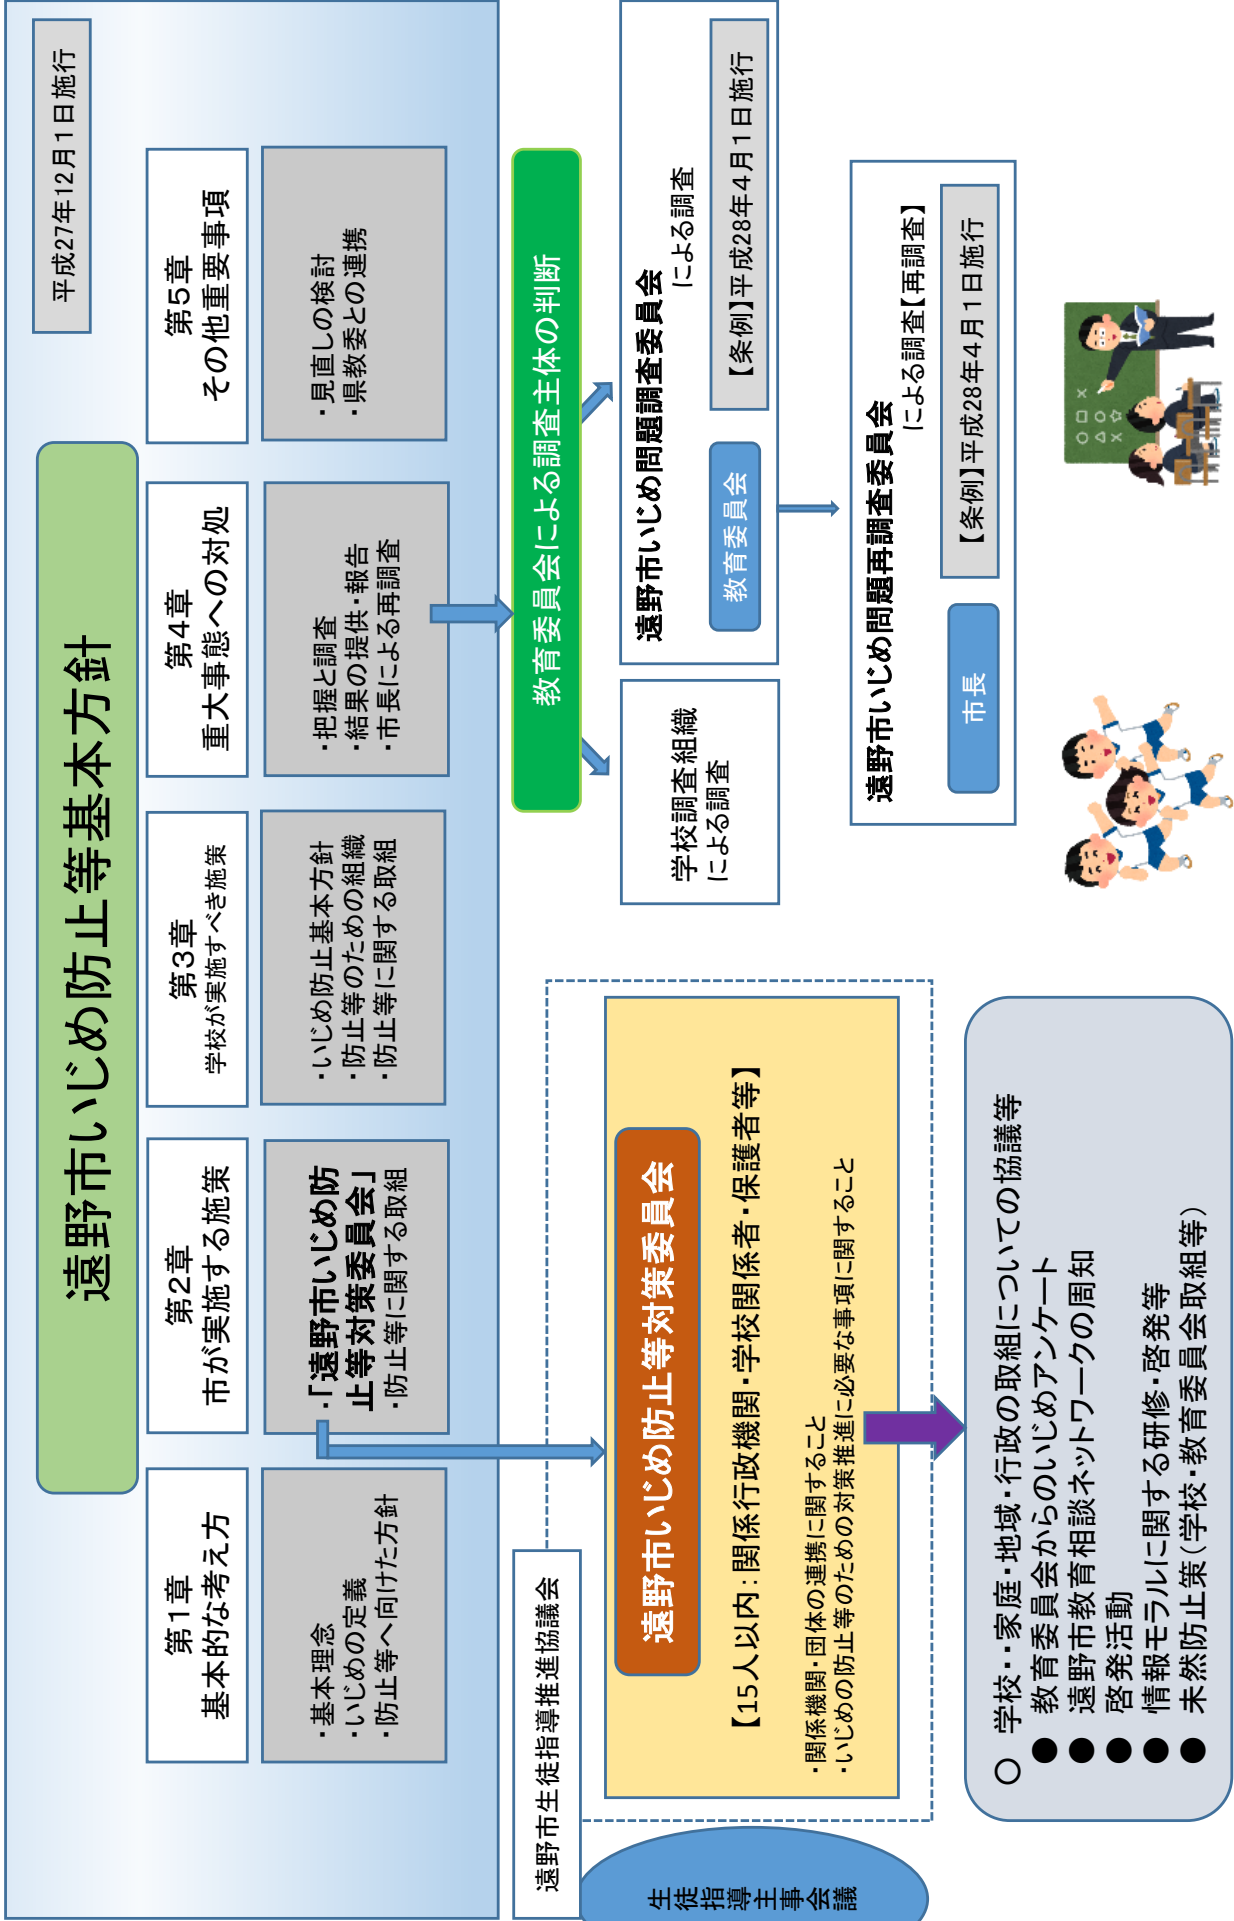 平成27年12月1日施行
遠野市いじめ防止等基本方針
第1章
基本的な考え方
・基本理念
・いじめの定義
・防止等へ向けた方針
第2章
市が実施する施策
・「遠野市いじめ防
止等対策委員会」
・防止等に関する取組
第3章
学校が実施すべき施策
・いじめ防止基本方針
・防止等のための組織
・防止等に関する取組
第4章
重大事態への対処
・把握と調査
・結果の提供・報告
・市長による再調査
第5章
その他重要事項
・見直しの検討
・県教委との連携
遠野市生徒指導推進協議会
生徒指導主事会議
遠野市いじめ防止等対策委員会
【15人以内：関係行政機関・学校関係者・保護者等】
・関係機関・団体の連携に関すること
・いじめの防止等のための対策推進に必要な事項に関すること
○ 学校・・家庭・地域・行政の取組についての協議等
● 教育委員会からのいじめアンケート
● 遠野市教育相談ネットワークの周知
● 啓発活動
● 情報モラルに関する研修・啓発等
● 未然防止策（学校・教育委員会取組等）
教育委員会による調査主体の判断
学校調査組織
による調査
遠野市いじめ問題調査委員会
による調査
教育委員会
【条例】平成28年4月1日施行
遠野市いじめ問題再調査委員会
による調査【再調査】
市長
【条例】平成28年4月1日施行